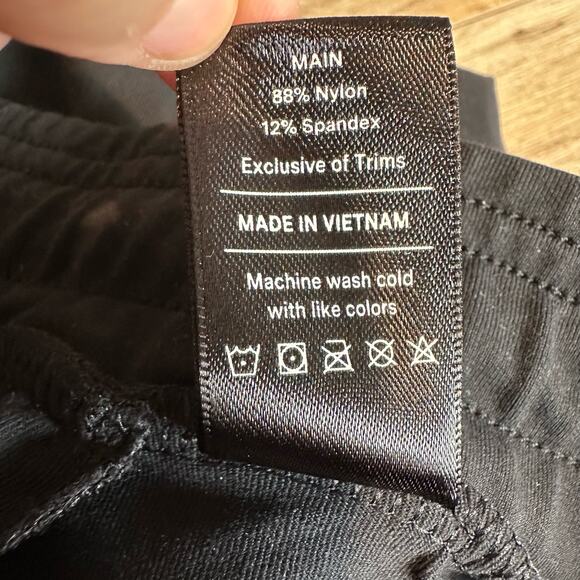 MAIN
88% Nylon
12% Spandex
Exclusive of Trims
MADE IN VIETNAM
Machine wash cold
with like colors